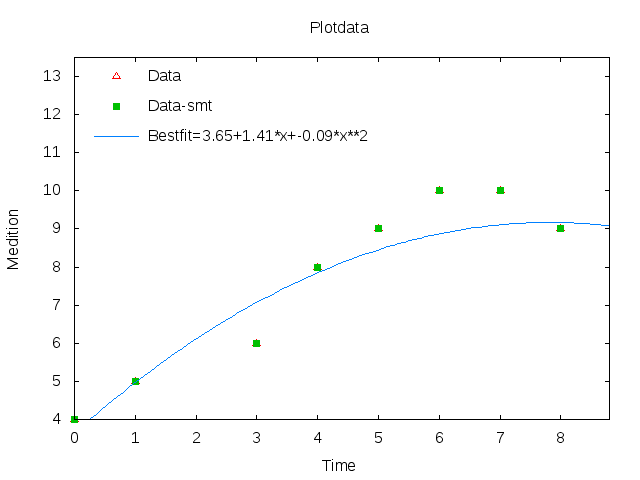 Plotdata
Data
Data-smt
Bestfit=3.65+1.41*x+-0.09*x**2
13
12
11
10
9
8
7
6
5
4
Medition
0 1 2 3 4 5 6 7 8
Time